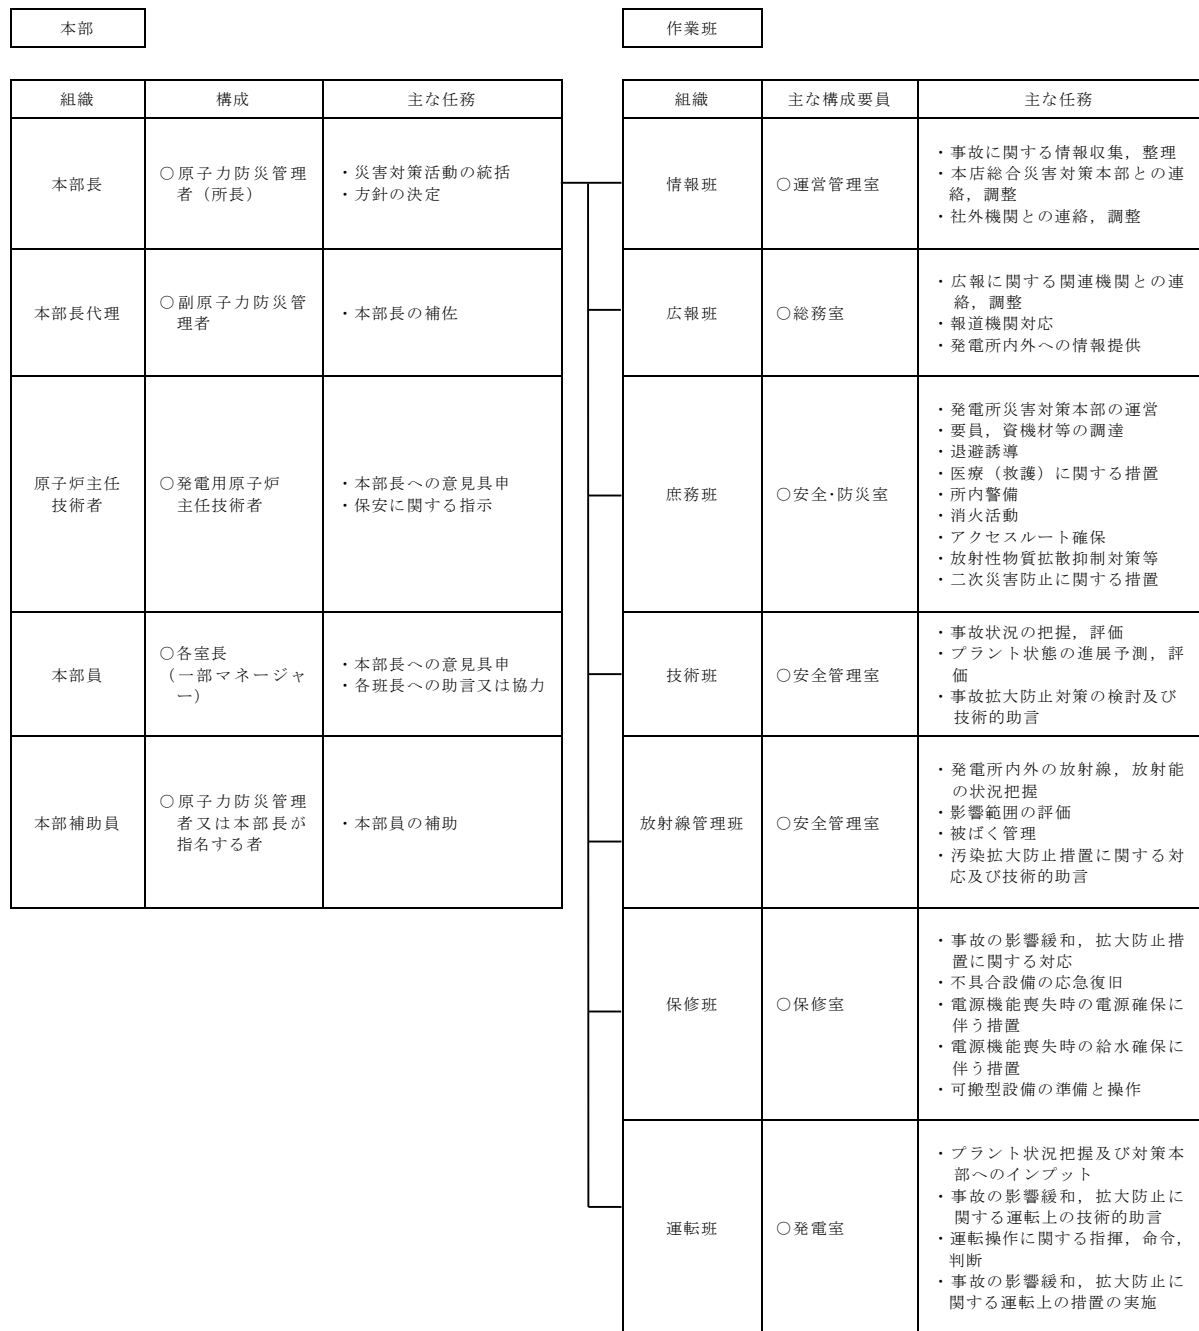 本部
組織
構成
主な任務
本部長
○原子力防災管理
者（所長）
・災害対策活動の統括
・方針の決定
本部長代理
○副原子力防災管
理者
・本部長の補佐
原子炉主任
技術者
○発電用原子炉
主任技術者
・本部長への意見具申
・保安に関する指示
本部員
○各室長
（一部マネージャ
ー）
・本部長への意見具申
・各班長への助言又は協力
本部補助員
○原子力防災管理
者又は本部長が
指名する者
・本部員の補助
作業班
組織
主な構成要員
主な任務
情報班
○運営管理室
・事故に関する情報収集，整理
・本店総合災害対策本部との連
絡，調整
・社外機関との連絡，調整
広報班
○総務室
・広報に関する関連機関との連
絡，調整
・報道機関対応
・発電所内外への情報提供
庶務班
○安全･防災室
・発電所災害対策本部の運営
・要員，資機材等の調達
・退避誘導
・医療（救護）に関する措置
・所内警備
・消火活動
・アクセスルート確保
・放射性物質拡散抑制対策等
・二次災害防止に関する措置
技術班
○安全管理室
・事故状況の把握，評価
・プラント状態の進展予測，評
価
・事故拡大防止対策の検討及び
技術的助言
放射線管理班
○安全管理室
・発電所内外の放射線，放射能
の状況把握
・影響範囲の評価
・被ばく管理
・汚染拡大防止措置に関する対
応及び技術的助言
保修班
○保修室
・事故の影響緩和，拡大防止措
置に関する対応
・不具合設備の応急復旧
・電源機能喪失時の電源確保に
伴う措置
・電源機能喪失時の給水確保に
伴う措置
・可搬型設備の準備と操作
運転班
○発電室
・プラント状況把握及び対策本
部へのインプット
・事故の影響緩和，拡大防止に
関する運転上の技術的助言
・運転操作に関する指揮，命令，
判断
・事故の影響緩和，拡大防止に
関する運転上の措置の実施